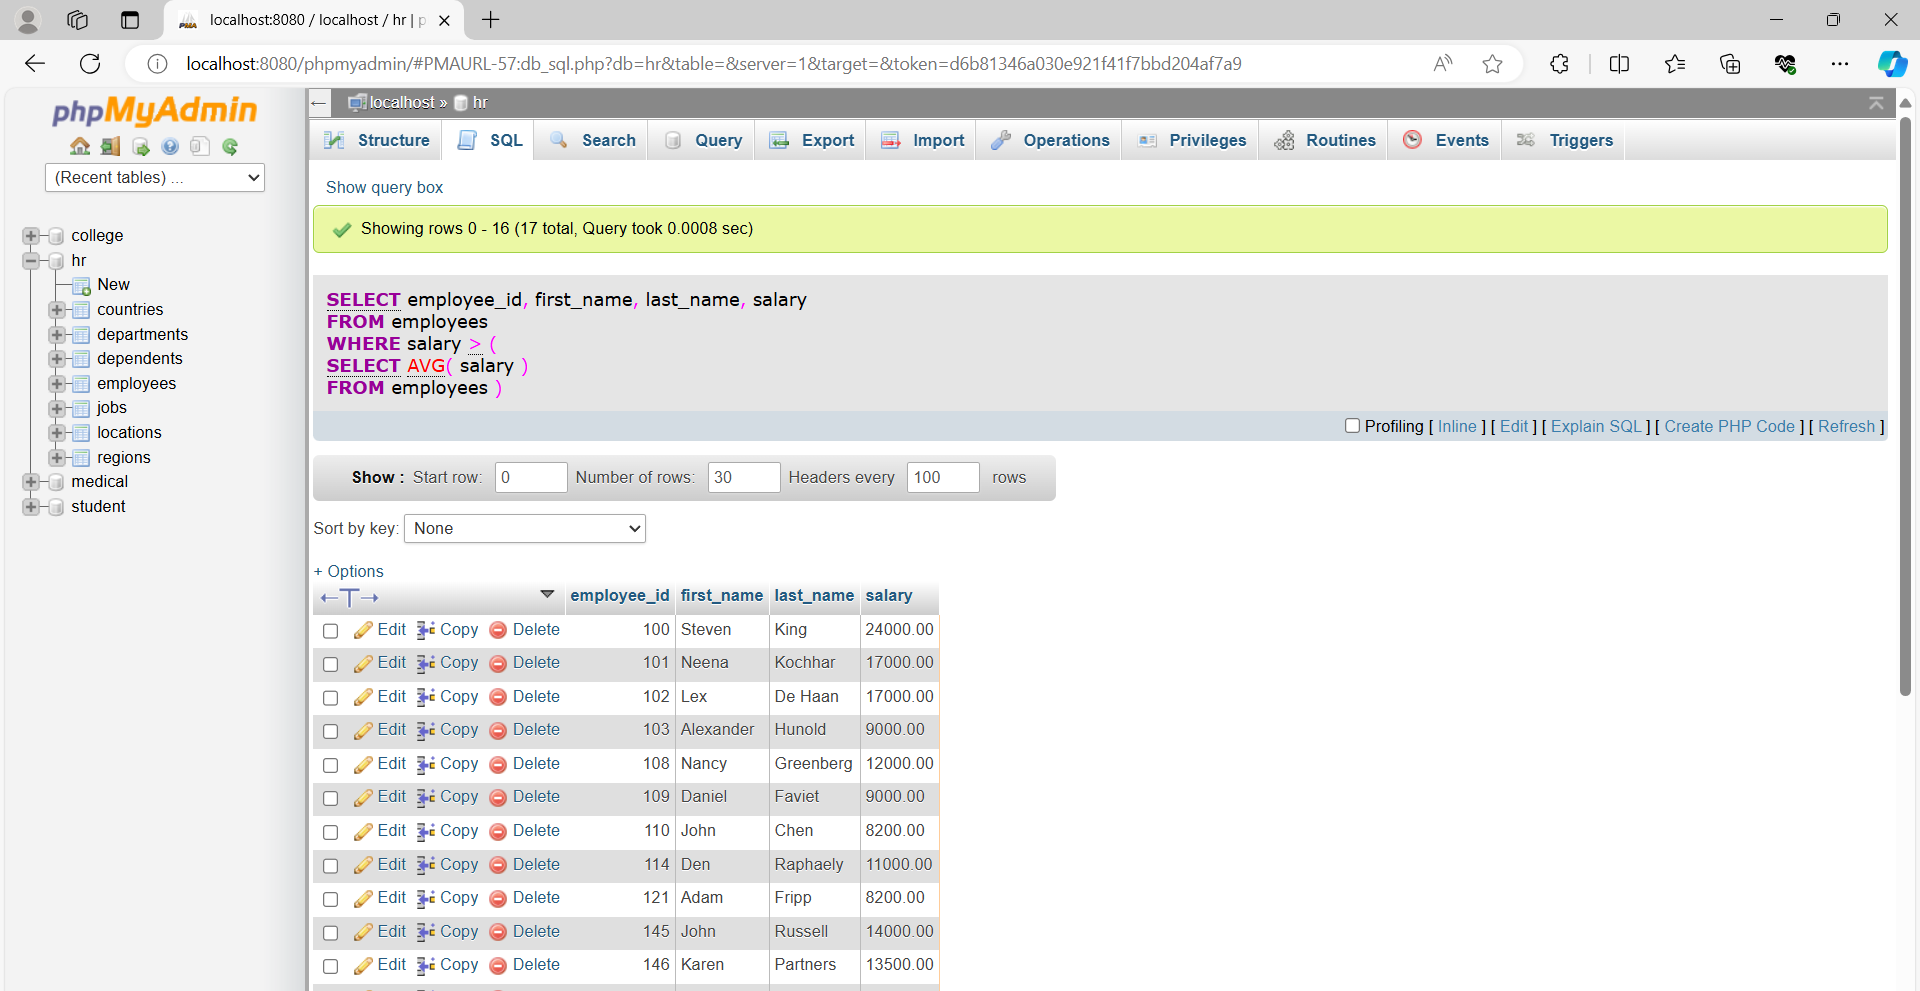 localhost:8080 / localhost / hr | p
localhost:8080/phpmyadmin/#PMAURL-57:db_sql.php?db=hr&table=&server=1&target=&token=d6b81346a030e921f41f7bbd204af7a9
phpMyAdmin
(Recent tables) ...
college
hr
New
countries
departments
dependents
employees
jobs
locations
regions
medical
student
localhost » hr
Structure SQL Search Query Export Import Operations Privileges Routines Events Triggers
Show query box
Showing rows 0 - 16 (17 total, Query took 0.0008 sec)
SELECT employee_id, first_name, last_name, salary
FROM employees
WHERE salary > (
SELECT AVG( salary )
FROM employees )
Profiling [ Inline ] [ Edit ] [ Explain SQL ] [ Create PHP Code ] [ Refresh ]
Show : Start row: 0 Number of rows: 30 Headers every 100 rows
Sort by key: None
+ Options
←T→ employee_id first_name last_name salary
Edit Copy Delete 100 Steven King 24000.00
Edit Copy Delete 101 Neena Kochhar 17000.00
Edit Copy Delete 102 Lex De Haan 17000.00
Edit Copy Delete 103 Alexander Hunold 9000.00
Edit Copy Delete 108 Nancy Greenberg 12000.00
Edit Copy Delete 109 Daniel Faviet 9000.00
Edit Copy Delete 110 John Chen 8200.00
Edit Copy Delete 114 Den Raphaely 11000.00
Edit Copy Delete 121 Adam Fripp 8200.00
Edit Copy Delete 145 John Russell 14000.00
Edit Copy Delete 146 Karen Partners 13500.00